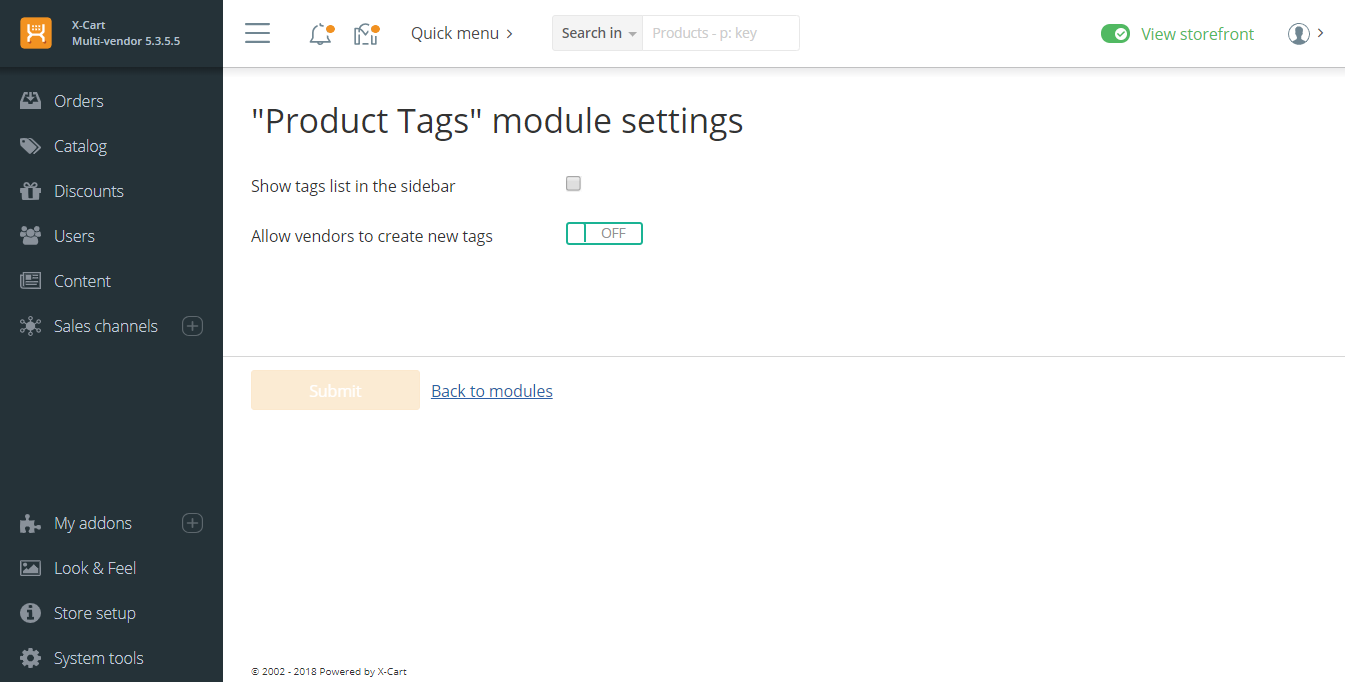 X-Cart
Multi-vendor 5.3.5.5
Quick menu
Search in
Products - p: key
View storefront
Orders
Catalog
Discounts
Users
Content
Sales channels
My addons
Look & Feel
Store setup
System tools
"Product Tags" module settings
Show tags list in the sidebar
Allow vendors to create new tags
OFF
Submit
Back to modules
© 2002 - 2018 Powered by X-Cart